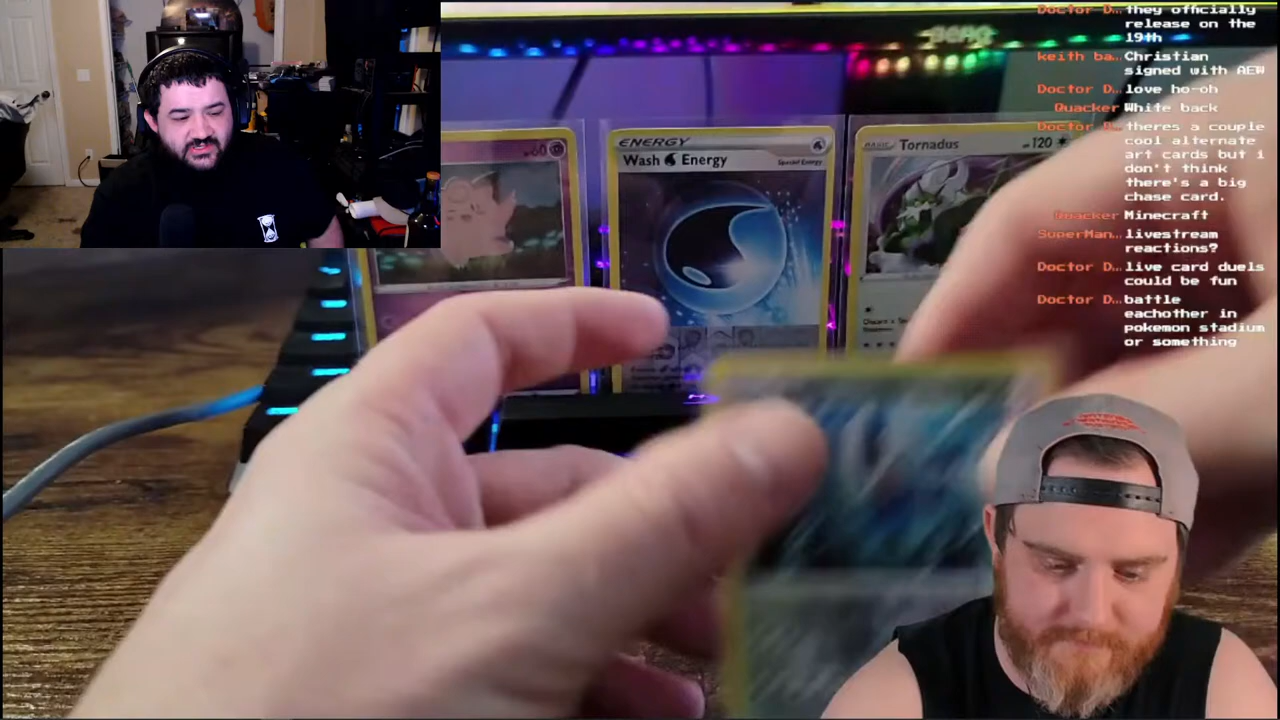 BenQ
60
ENERGY
Wash Energy
Special Energy
BASIC Tornadus
HP 120
Doctor D… they officially
release on the
19th
keith ba… Christian
signed with AEW
Doctor D… love ho-oh
Quacker White back
Doctor D… theres a couple
cool alternate
art cards but i
don't think
there's a big
chase card.
Quacker Minecraft
SuperMan… livestream
reactions?
Doctor D… live card duels
could be fun
Doctor D… battle
eachother in
pokemon stadium
or something